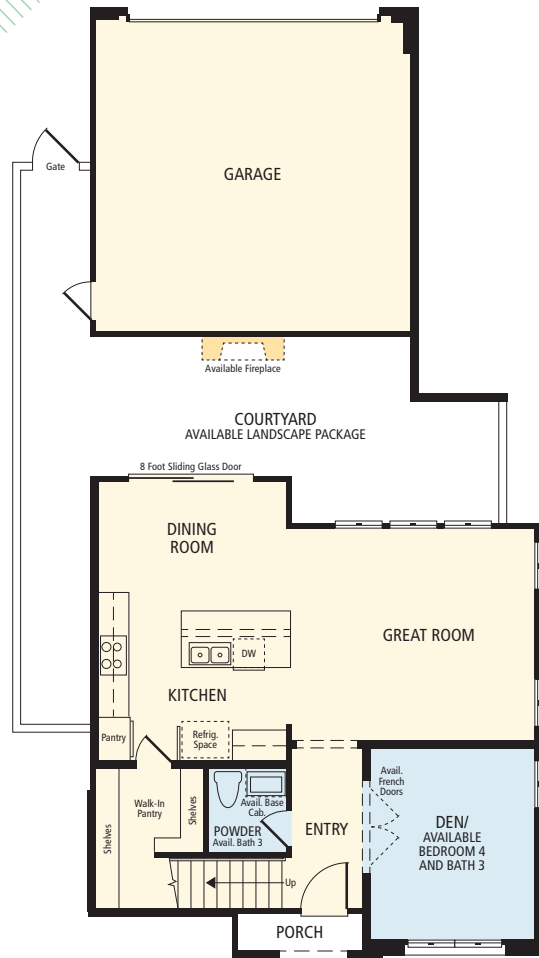 GARAGE
Gate
Available Fireplace
COURTYARD
AVAILABLE LANDSCAPE PACKAGE
8 Foot Sliding Glass Door
DINING
ROOM
GREAT ROOM
DW
KITCHEN
Pantry
Refrig.
Space
Walk-In
Pantry
Shelves
Shelves
Avail. Base
Cab.
POWDER
Avail. Bath 3
ENTRY
Avail.
French
Doors
DEN/
AVAILABLE
BEDROOM 4
AND BATH 3
Up
PORCH